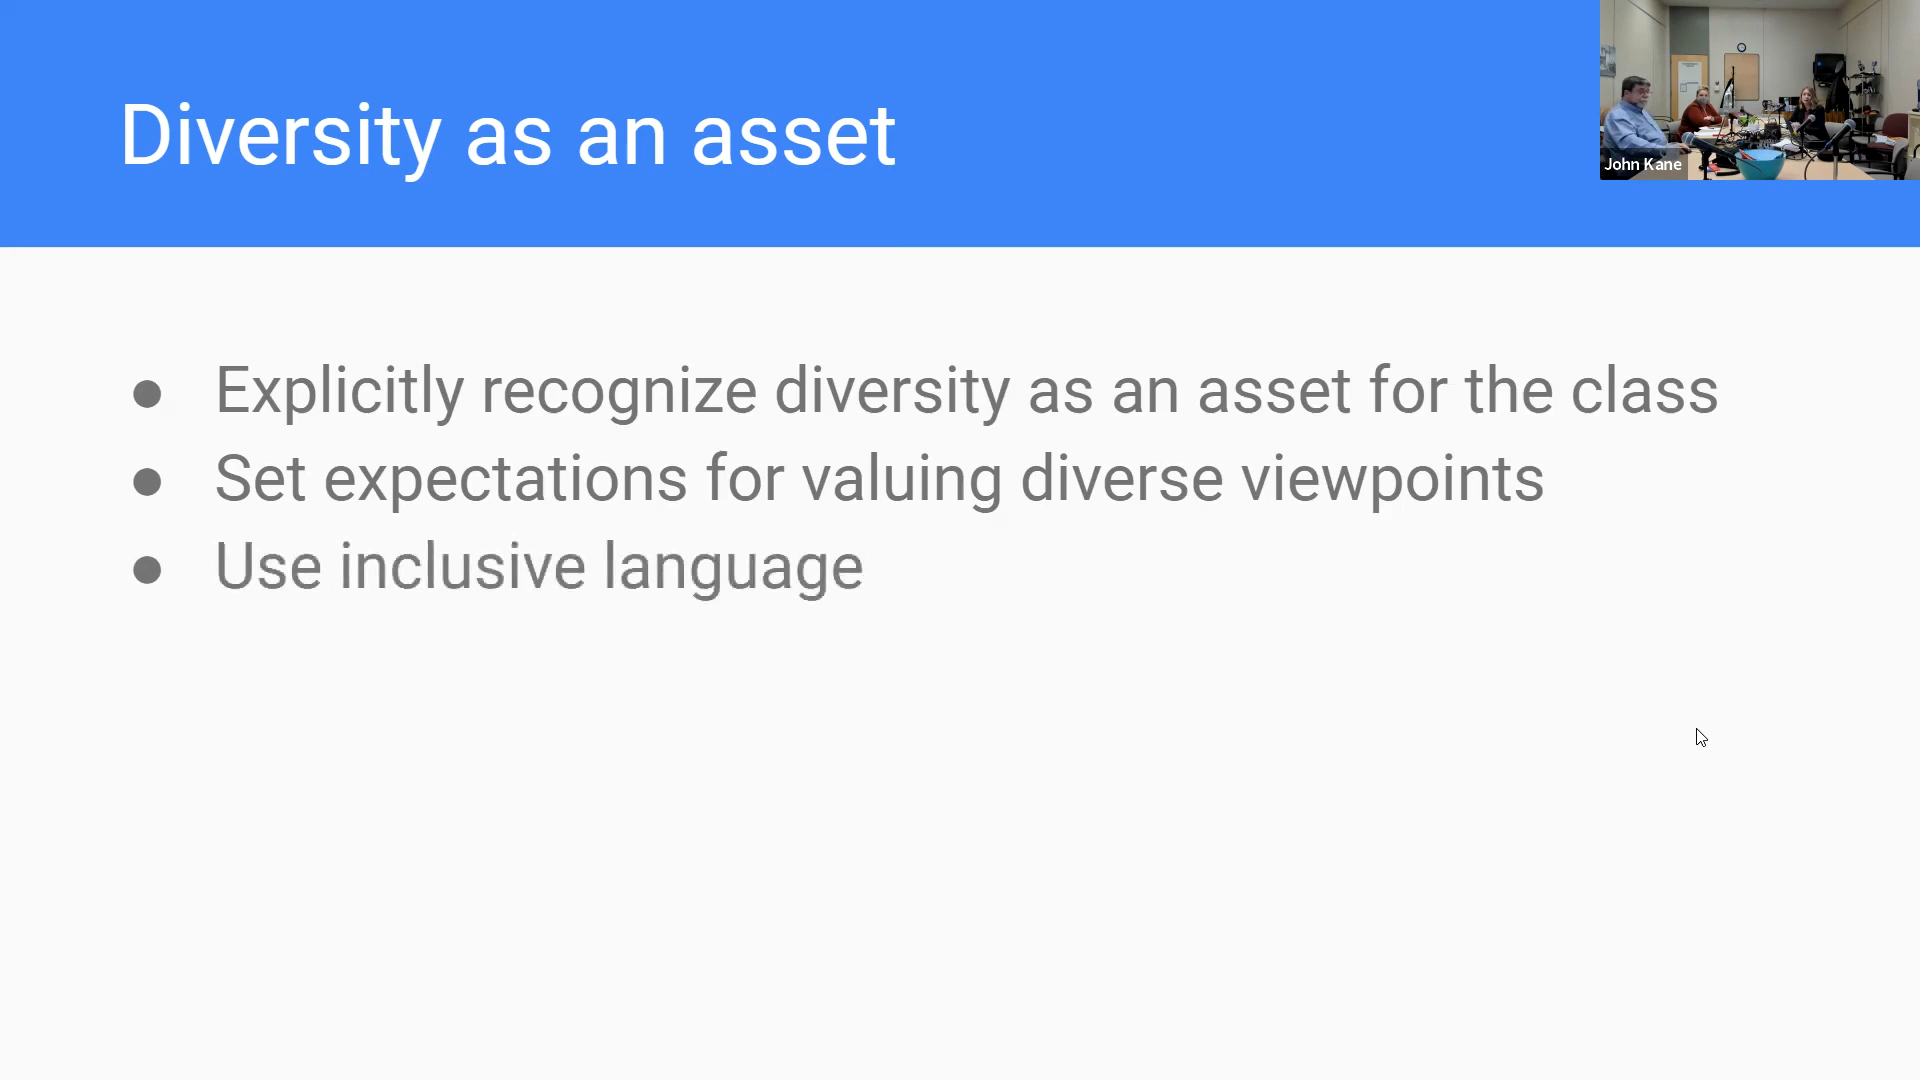 Diversity as an asset
John Kane
● Explicitly recognize diversity as an asset for the class
● Set expectations for valuing diverse viewpoints
● Use inclusive language